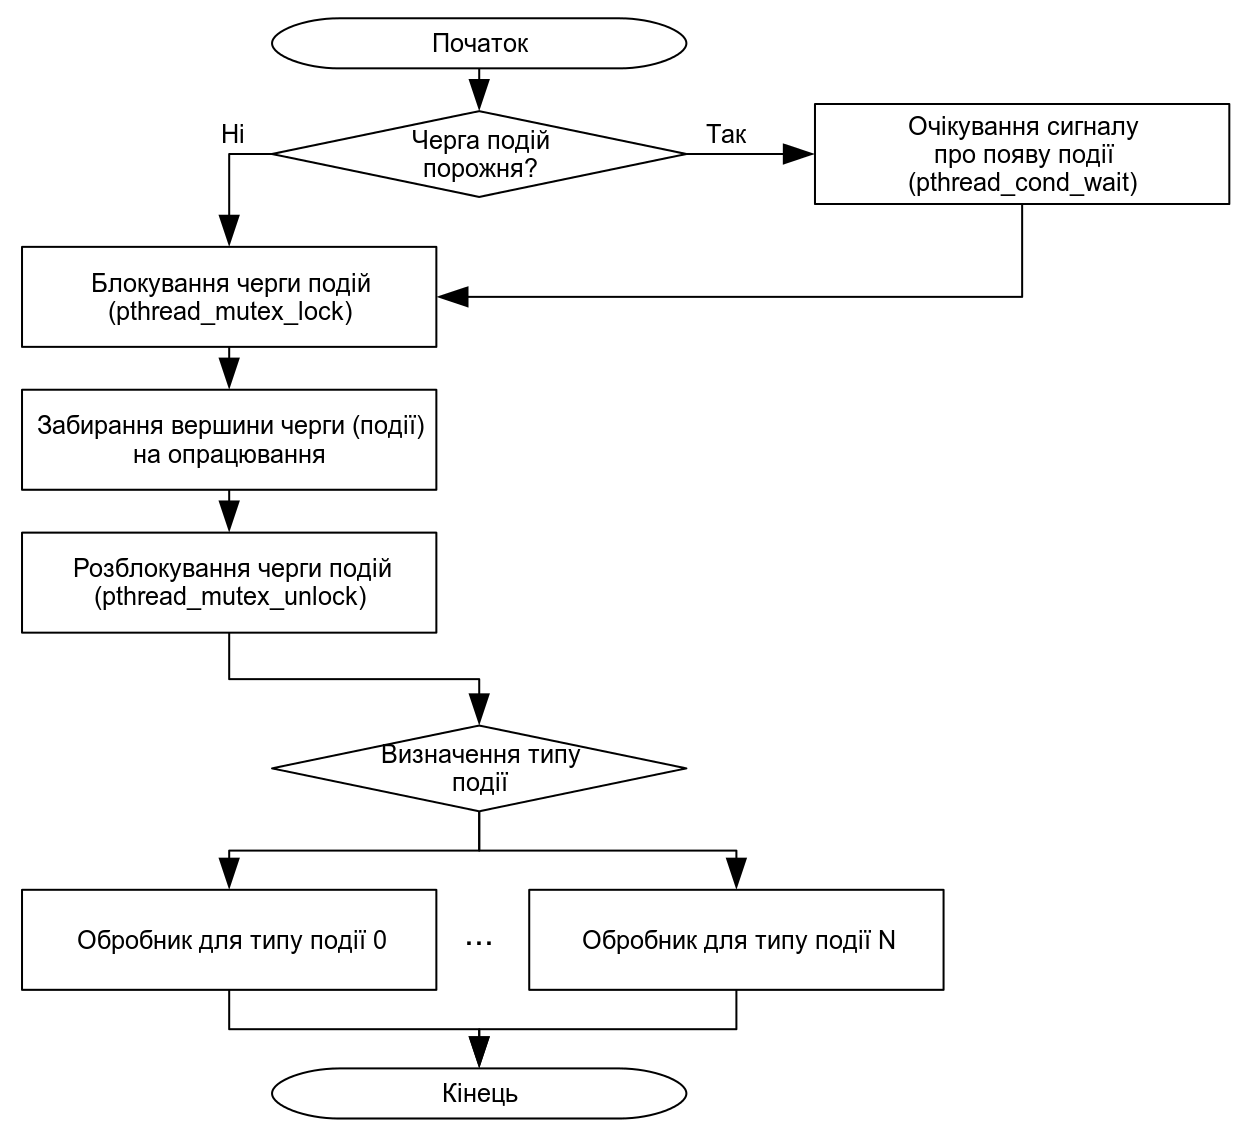 Початок
Черга подій
порожня?
Ні
Так
Очікування сигналу
про появу події
(pthread_cond_wait)
Блокування черги подій
(pthread_mutex_lock)
Забирання вершини черги (події)
на опрацювання
Розблокування черги подій
(pthread_mutex_unlock)
Визначення типу
події
Обробник для типу події 0
...
Обробник для типу події N
Кінець